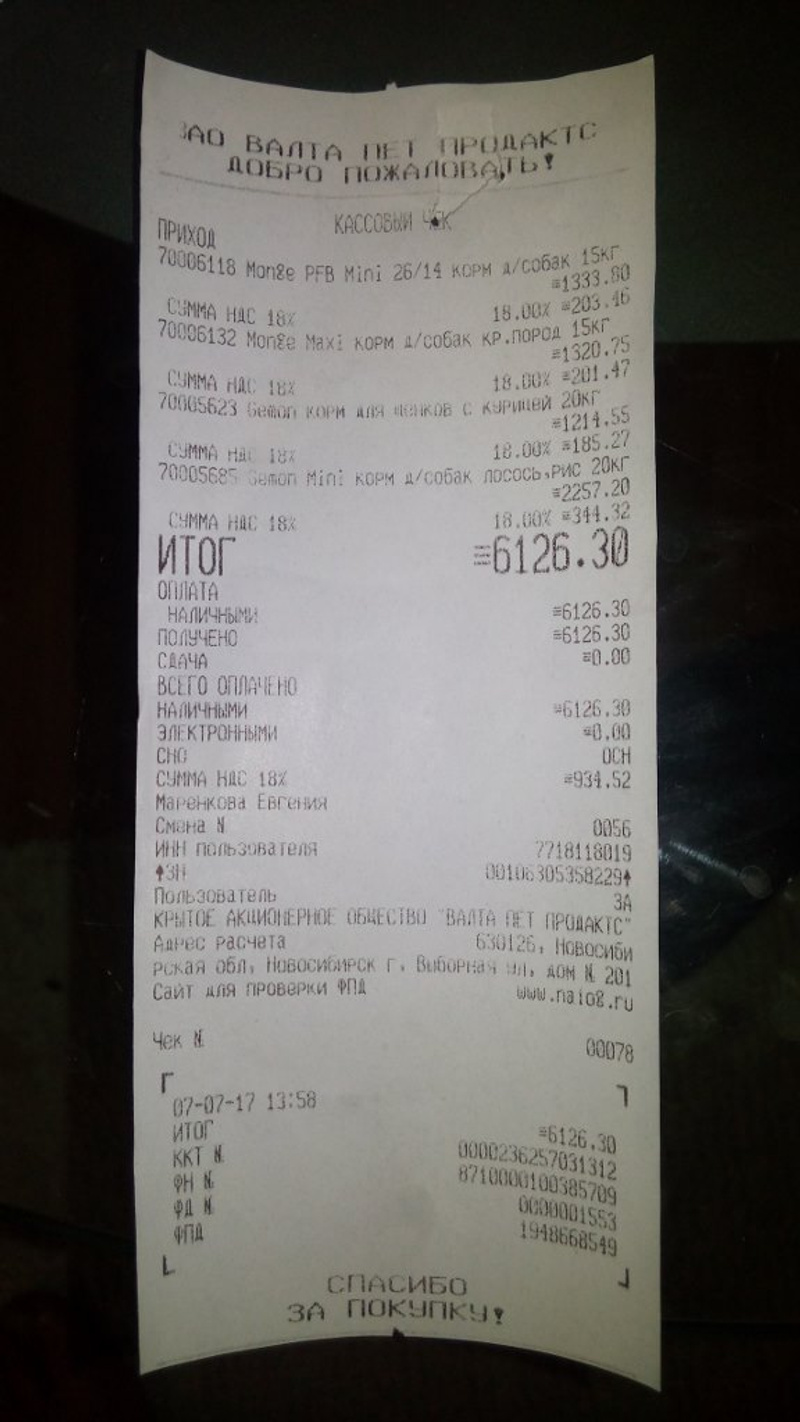 ЗАО ВАЛТА ПЕТ ПРОДАКТС
ДОБРО ПОЖАЛОВАТЬ!
КАССОВЫЙ ЧЕК
ПРИХОД
70006118 Monge PFB Mini 26/14 корм д/собак 15КГ
≡1333.80
СУММА НДС 18% 18.00% ≡203.46
70006132 Monge Maxi корм д/собак кр.пород 15КГ
≡1320.75
СУММА НДС 18% 18.00% ≡201.47
70005623 Gemon корм для щенков с курицей 20КГ
≡1214.55
СУММА НДС 18% 18.00% ≡185.27
70005685 Gemon Mini корм д/собак лосось,рис 20КГ
≡2257.20
СУММА НДС 18% 18.00% ≡344.32
ИТОГ ≡6126.30
ОПЛАТА
НАЛИЧНЫМИ ≡6126.30
ПОЛУЧЕНО ≡6126.30
СДАЧА ≡0.00
ВСЕГО ОПЛАЧЕНО
НАЛИЧНЫМИ ≡6126.30
ЭЛЕКТРОННЫМИ ≡0.00
СНО ОСН
СУММА НДС 18% ≡934.52
Маренкова Евгения
Смена № 0056
ИНН пользователя 7718118019
↑ЗН 00106305358229↑
Пользователь ЗА
КРЫТОЕ АКЦИОНЕРНОЕ ОБЩЕСТВО "ВАЛТА ПЕТ ПРОДАКТС"
Адрес расчета 630126, Новосиби
рская обл, Новосибирск г, Выборная ул, дом № 201
Сайт для проверки ФПД www.nalog.ru
Чек № 00078
07-07-17 13:58
ИТОГ ≡6126.30
ККТ № 0000236257031312
ФН № 8710000100385709
ФД № 0000001553
ФПД 1948668549
СПАСИБО
ЗА ПОКУПКУ!